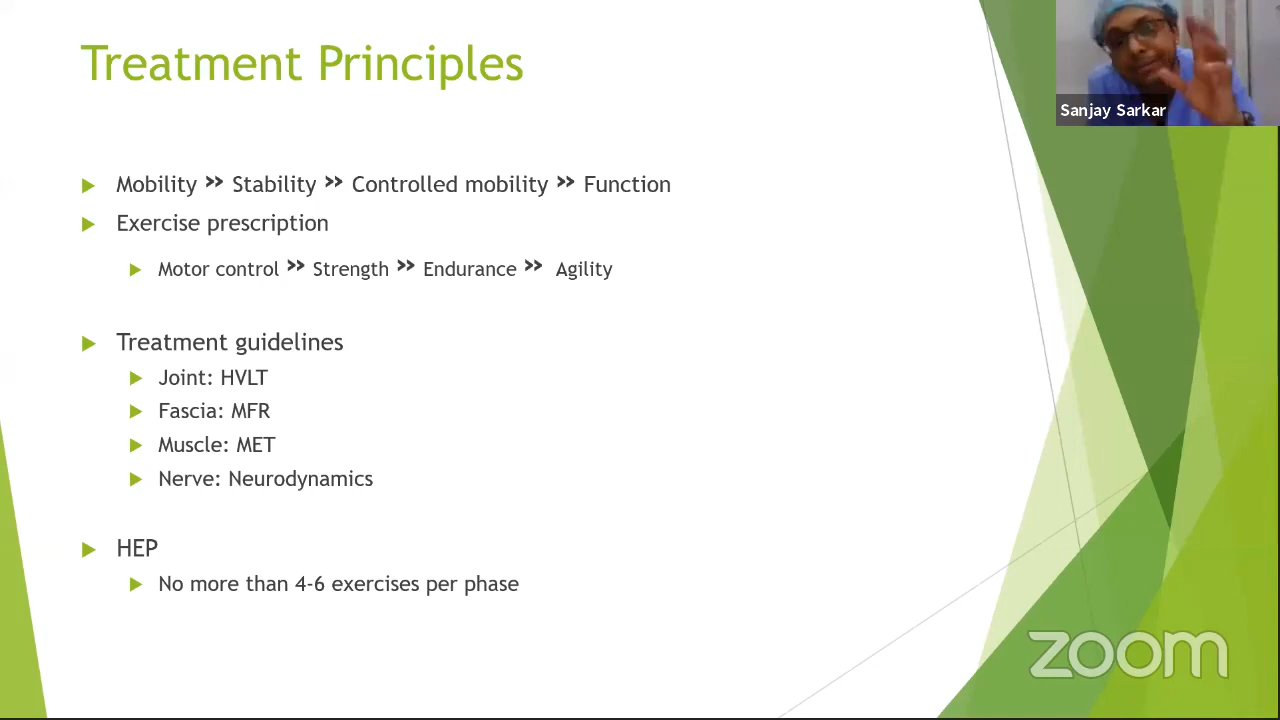 Treatment Principles
Sanjay Sarkar
Mobility » Stability » Controlled mobility » Function
Exercise prescription
Motor control » Strength » Endurance » Agility
Treatment guidelines
Joint: HVLT
Fascia: MFR
Muscle: MET
Nerve: Neurodynamics
HEP
No more than 4-6 exercises per phase
zoom